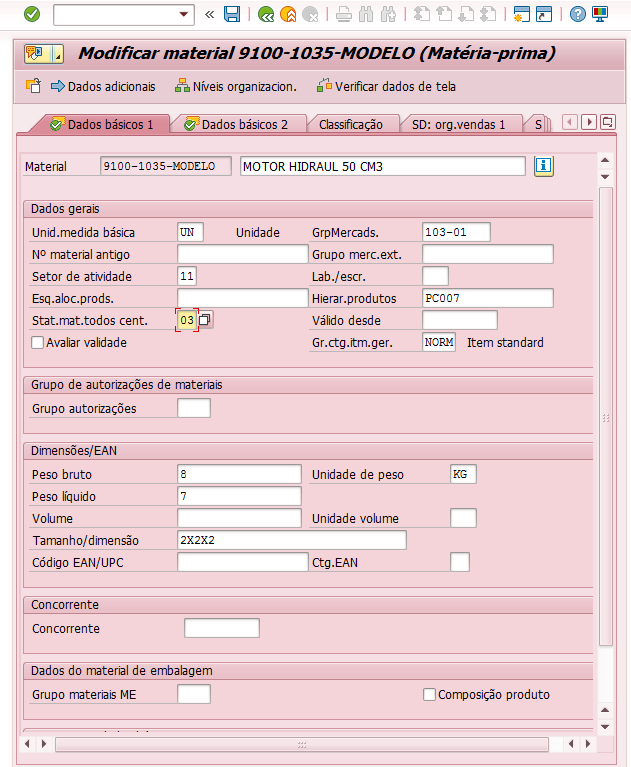 Modificar material 9100-1035-MODELO (Matéria-prima)
Dados adicionais Níveis organizacion. Verificar dados de tela
Dados básicos 1 Dados básicos 2 Classificação SD: org.vendas 1 S
Material 9100-1035-MODELO MOTOR HIDRAUL 50 CM3
Dados gerais
Unid.medida básica UN Unidade GrpMercads. 103-01
Nº material antigo Grupo merc.ext.
Setor de atividade 11 Lab./escr.
Esq.aloc.prods. Hierar.produtos PC007
Stat.mat.todos cent. 03 Válido desde
Avaliar validade Gr.ctg.itm.ger. NORM Item standard
Grupo de autorizações de materiais
Grupo autorizações
Dimensões/EAN
Peso bruto 8 Unidade de peso KG
Peso líquido 7
Volume Unidade volume
Tamanho/dimensão 2X2X2
Código EAN/UPC Ctg.EAN
Concorrente
Concorrente
Dados do material de embalagem
Grupo materiais ME Composição produto